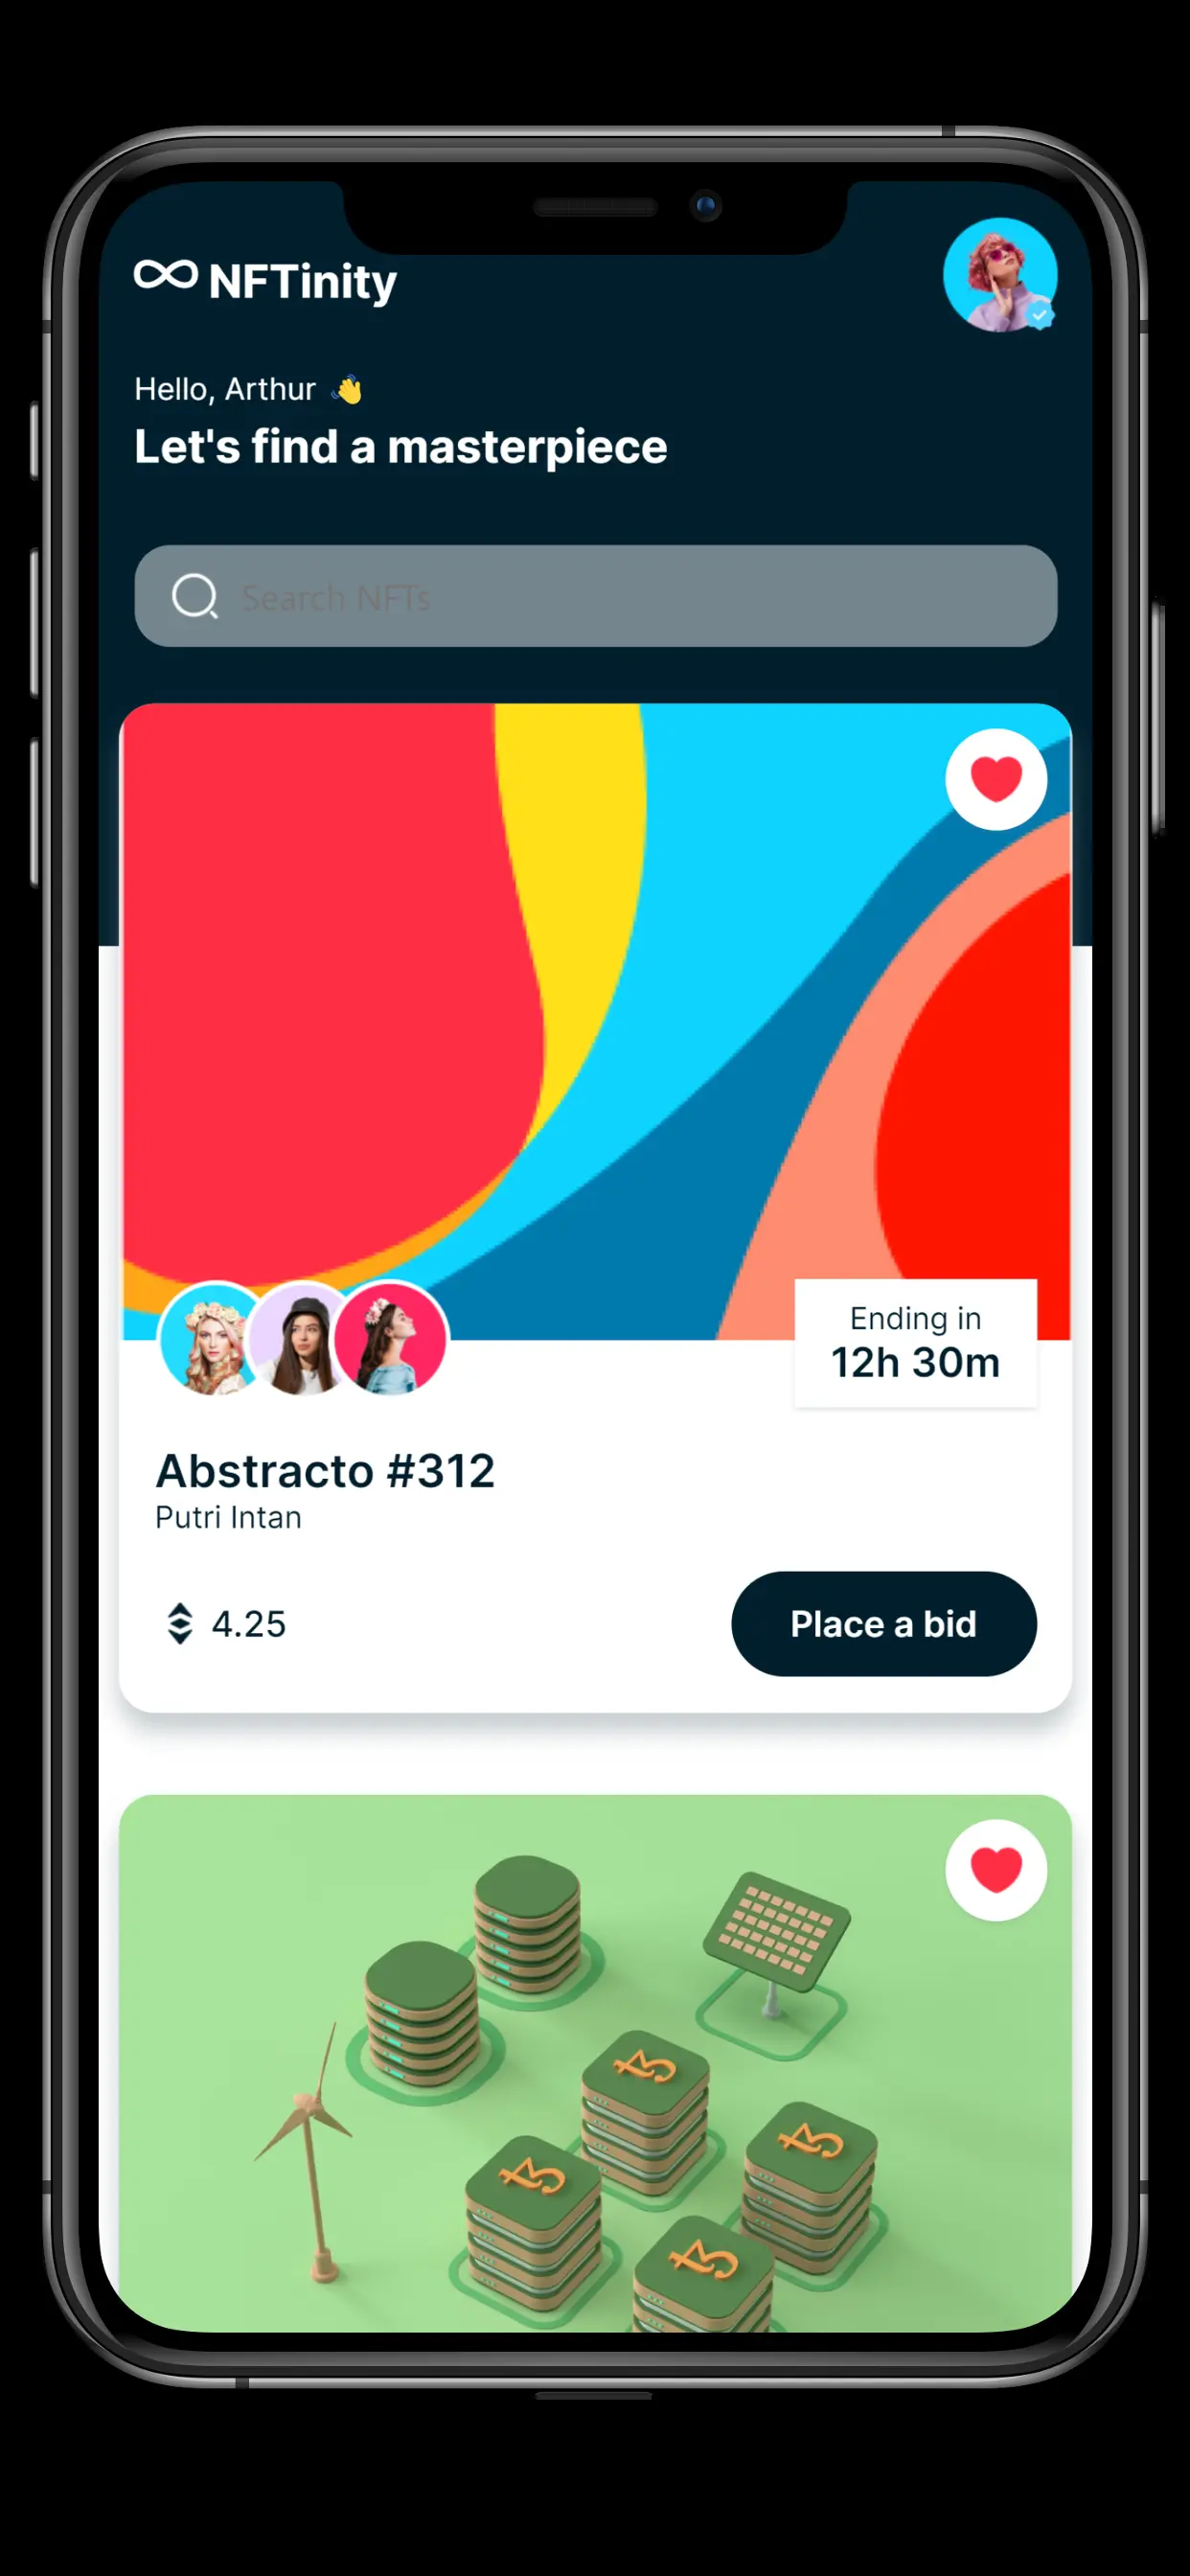 NFTinity
Hello, Arthur 👋
Let's find a masterpiece
Search NFTs
Ending in
12h 30m
Abstracto #312
Putri Intan
4.25
Place a bid